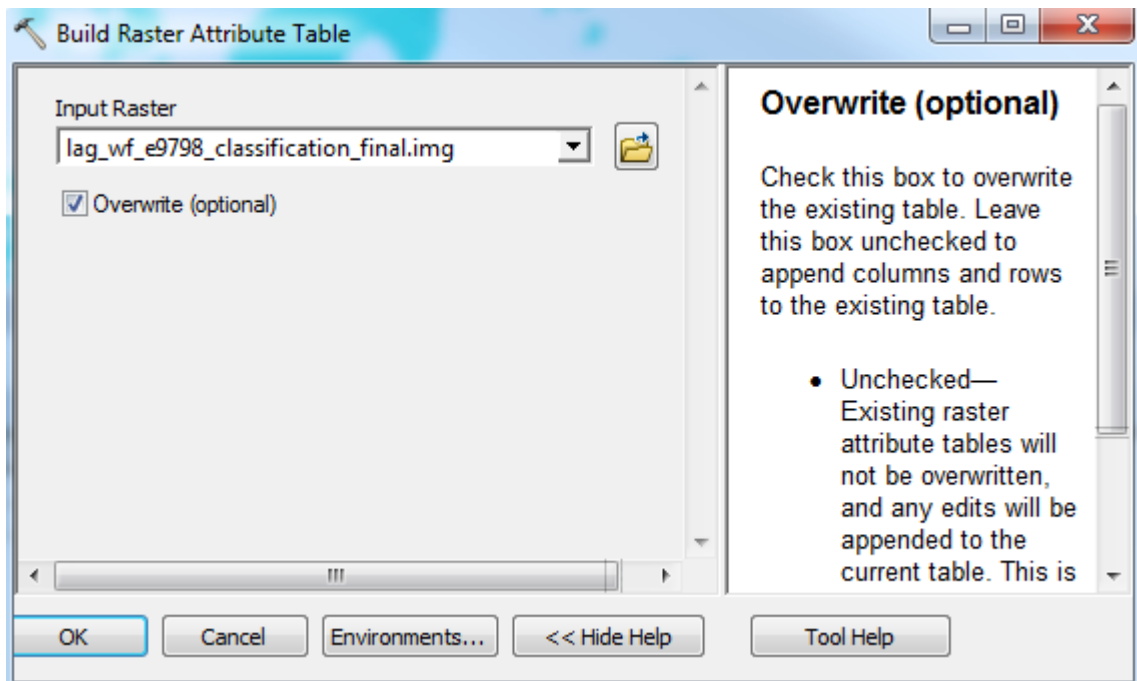 Build Raster Attribute Table
Input Raster
lag_wf_e9798_classification_final.img
Overwrite (optional)
Overwrite (optional)
Check this box to overwrite
the existing table. Leave
this box unchecked to
append columns and rows
to the existing table.
• Unchecked—
Existing raster
attribute tables will
not be overwritten,
and any edits will be
appended to the
current table. This is
OK
Cancel
Environments...
<< Hide Help
Tool Help